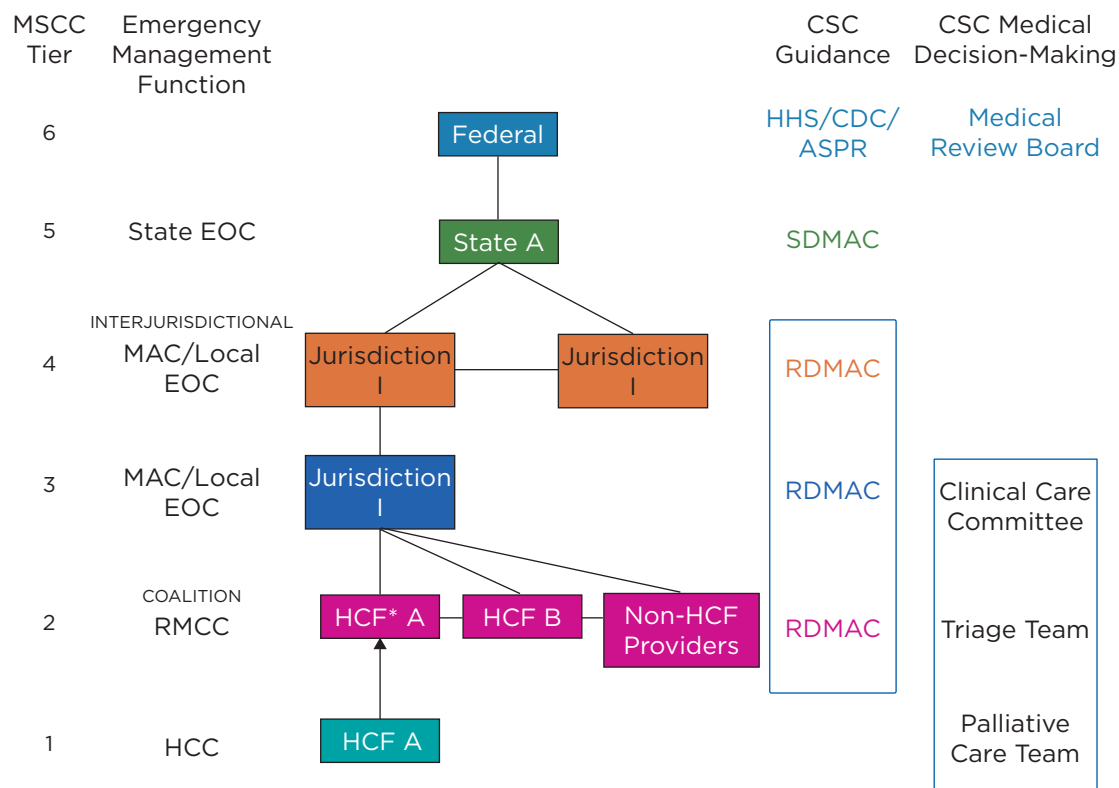 MSCC
Tier
Emergency
Management
Function
CSC
Guidance
CSC Medical
Decision-Making
6
Federal
HHS/CDC/
ASPR
Medical
Review Board
5
State EOC
State A
SDMAC
4
INTERJURISDICTIONAL
MAC/Local
EOC
Jurisdiction
I
Jurisdiction
I
RDMAC
3
MAC/Local
EOC
Jurisdiction
I
RDMAC
Clinical Care
Committee
2
COALITION
RMCC
HCF* A
HCF B
Non-HCF
Providers
RDMAC
Triage Team
1
HCC
HCF A
Palliative
Care Team